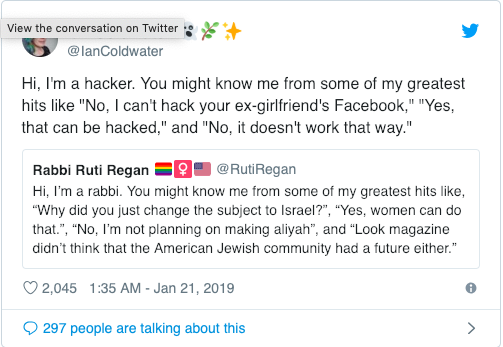 View the conversation on Twitter
@IanColdwater
Hi, I'm a hacker. You might know me from some of my greatest
hits like "No, I can't hack your ex-girlfriend's Facebook," "Yes,
that can be hacked," and "No, it doesn't work that way."
Rabbi Ruti Regan 🏳️‍🌈🚺🇺🇸 @RutiRegan
Hi, I’m a rabbi. You might know me from some of my greatest hits like,
“Why did you just change the subject to Israel?”, “Yes, women can do
that.”, “No, I’m not planning on making aliyah”, and “Look magazine
didn’t think that the American Jewish community had a future either.”
2,045 1:35 AM - Jan 21, 2019
297 people are talking about this